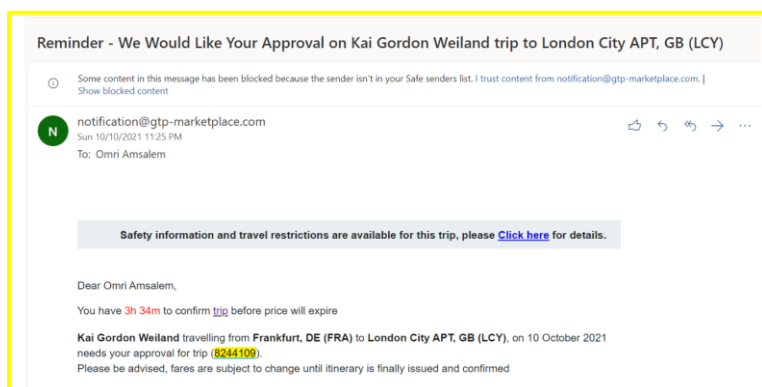 Reminder - We Would Like Your Approval on Kai Gordon Weiland trip to London City APT, GB (LCY)
Some content in this message has been blocked because the sender isn't in your Safe senders list. I trust content from notification@gtp-marketplace.com. |
Show blocked content
N
notification@gtp-marketplace.com
Sun 10/10/2021 11:25 PM
To: Omri Amsalem
Safety information and travel restrictions are available for this trip, please Click here for details.
Dear Omri Amsalem,
You have 3h 34m to confirm trip before price will expire
Kai Gordon Weiland travelling from Frankfurt, DE (FRA) to London City APT, GB (LCY), on 10 October 2021
needs your approval for trip (8244109).
Please be advised, fares are subject to change until itinerary is finally issued and confirmed